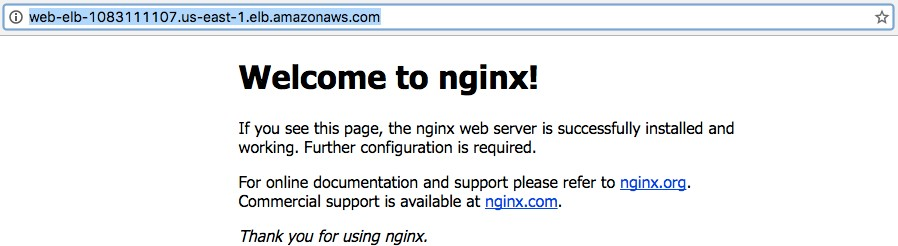 web-elb-1083111107.us-east-1.elb.amazonaws.com
Welcome to nginx!
If you see this page, the nginx web server is successfully installed and
working. Further configuration is required.
For online documentation and support please refer to nginx.org.
Commercial support is available at nginx.com.
Thank you for using nginx.